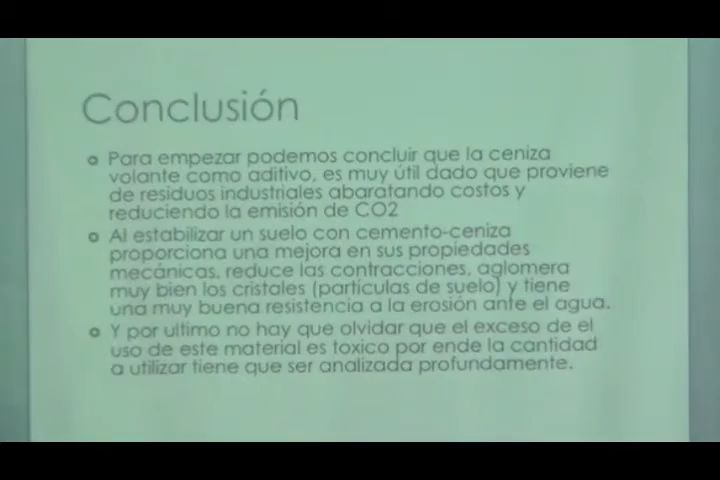 Conclusión
Para empezar podemos concluir que la ceniza
volante como aditivo, es muy útil dado que proviene
de residuos industriales abaratando costos y
reduciendo la emisión de CO2
Al estabilizar un suelo con cemento-ceniza
proporciona una mejora en sus propiedades
mecánicas, reduce las contracciones, aglomera
muy bien los cristales (partículas de suelo) y tiene
una muy buena resistencia a la erosión ante el agua.
Y por ultimo no hay que olvidar que el exceso de el
uso de este material es toxico por ende la cantidad
a utilizar tiene que ser analizada profundamente.